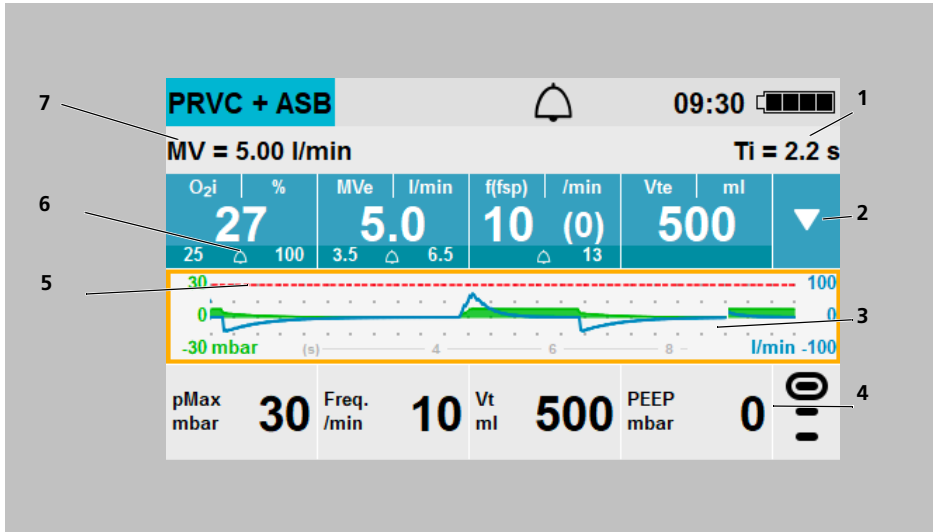 PRVC + ASB 09:30
7 1
MV = 5.00 l/min Ti = 2.2 s
O2i % MVe l/min f(fsp) /min Vte ml
6 27 5.0 10 (0) 500 2
25 100 3.5 6.5 13
5 30 100
0 0 3
-30 mbar (s) 4 6 8 l/min -100
pMax mbar 30 Freq. /min 10 Vt ml 500 PEEP mbar 0 4